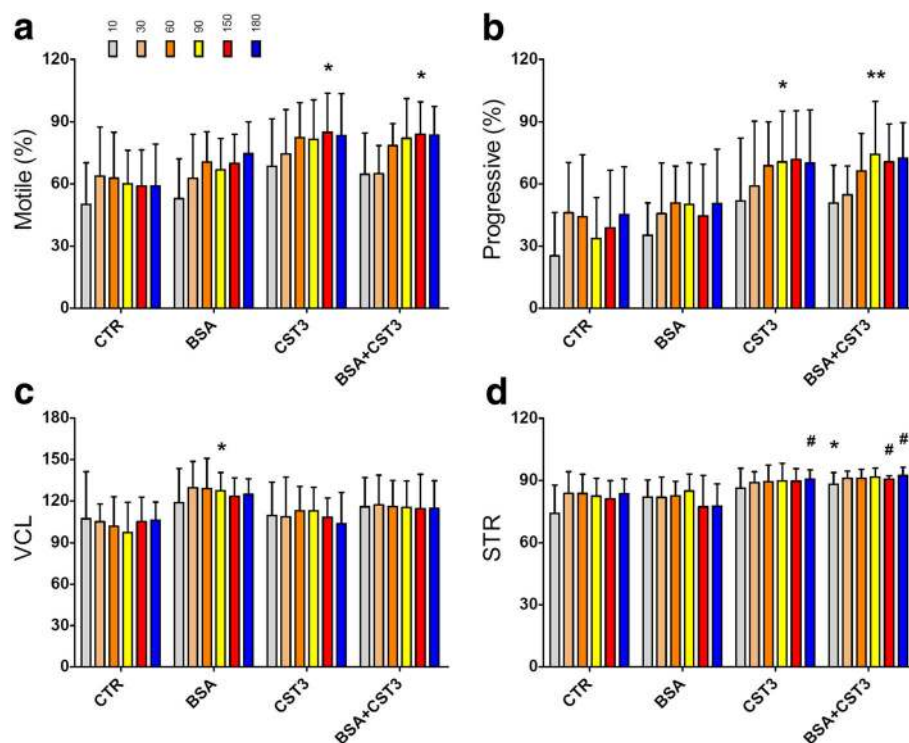 a
10 30 60 90 150 180
120
90
60
30
0
Motile (%)
* *
CTR BSA CST3 BSA+CST3
b
120
90
60
30
0
Progressive (%)
* **
CTR BSA CST3 BSA+CST3
c
180
150
120
90
60
30
0
VCL
*
CTR BSA CST3 BSA+CST3
d
120
90
60
30
0
STR
# * # #
CTR BSA CST3 BSA+CST3